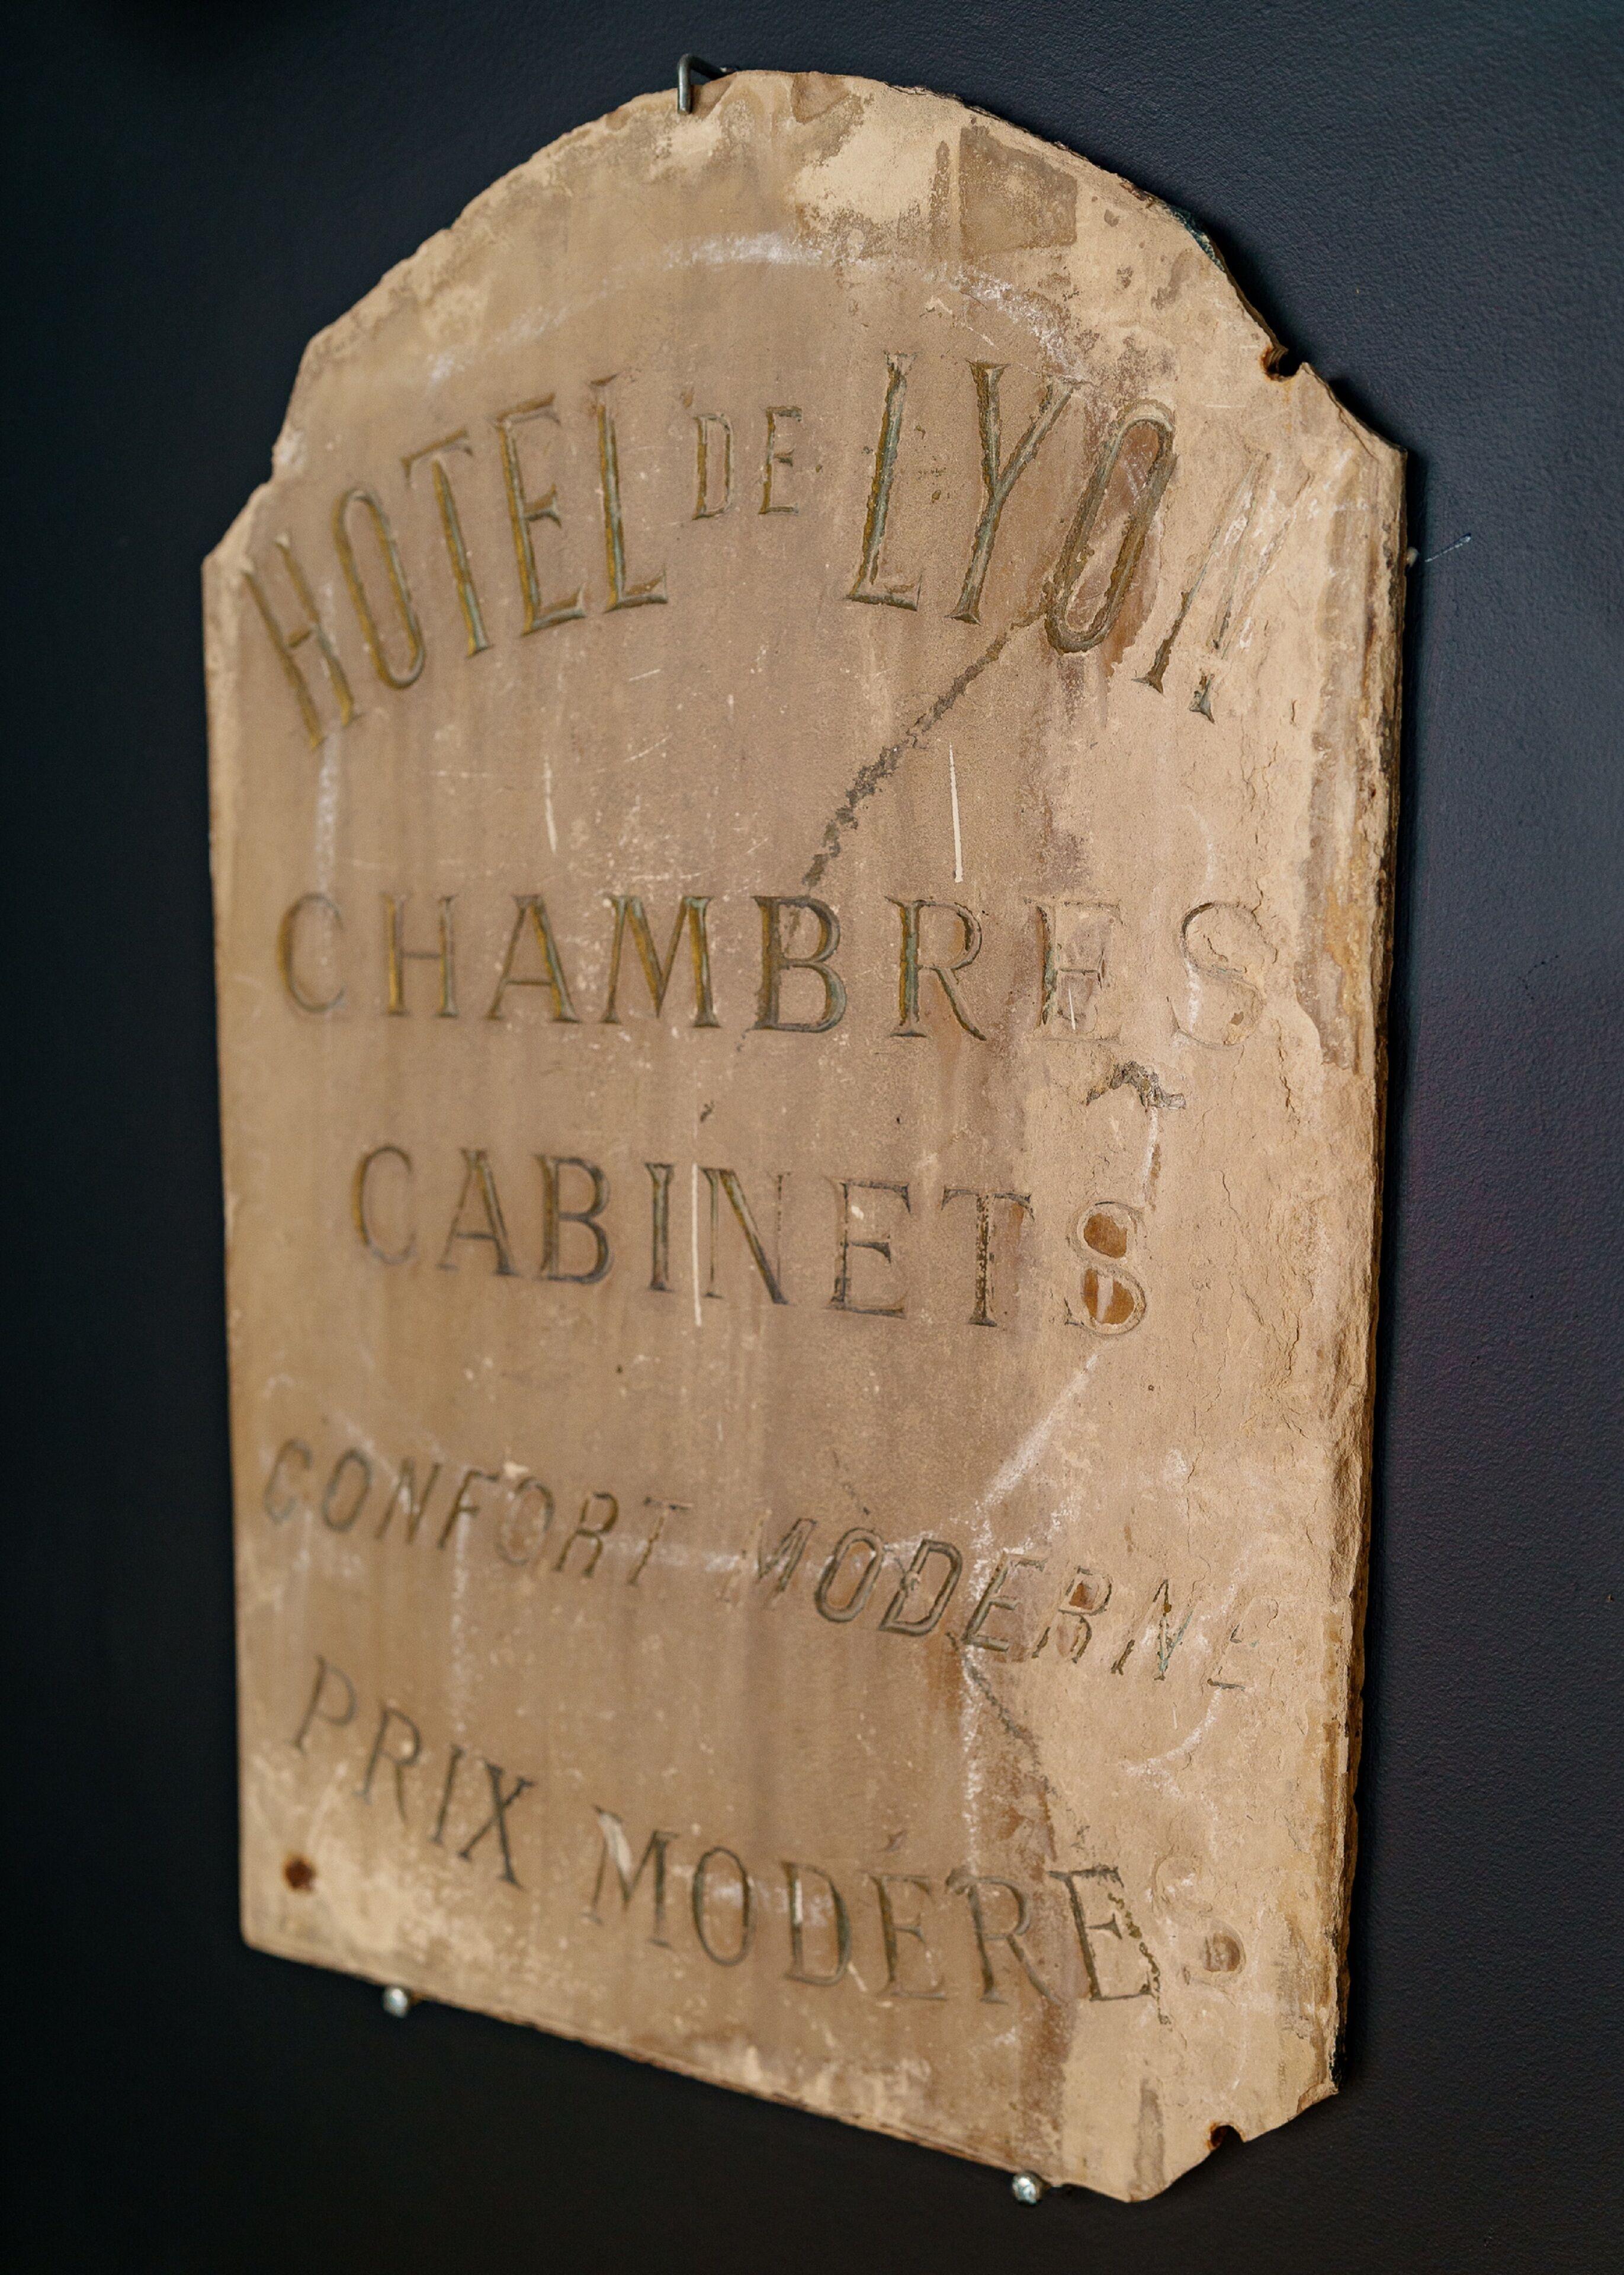 HOTEL DE LYON
CHAMBRES
CABINETS
CONFORT MODERNE
PRIX MODÉRÉS